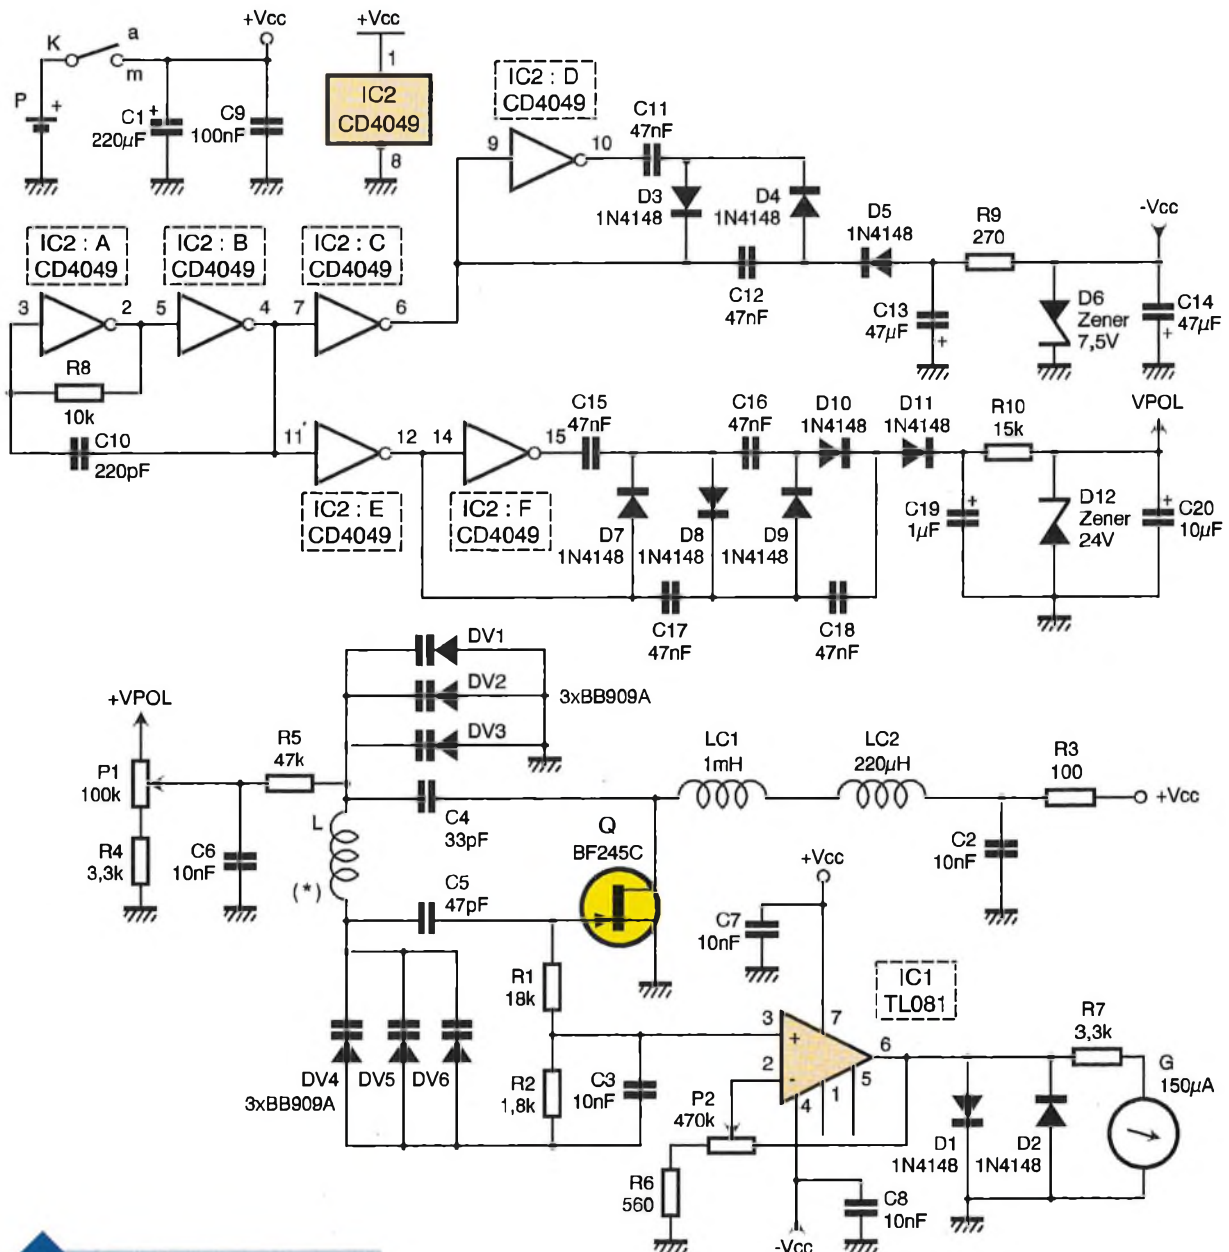 K
a
m
+Vcc
P
+
C1
220µF
+
C9
100nF
+Vcc
1
IC2
CD4049
8
IC2 : D
CD4049
9
10
C11
47nF
D3
1N4148
D4
1N4148
D5
1N4148
R9
270
-Vcc
C12
47nF
C13
47µF
+
D6
Zener
7,5V
C14
47µF
+
IC2 : A
CD4049
IC2 : B
CD4049
IC2 : C
CD4049
3
2
5
4
7
6
R8
10k
C10
220pF
11
12
14
15
IC2 : E
CD4049
IC2 : F
CD4049
C15
47nF
C16
47nF
D10
1N4148
D11
1N4148
R10
15k
VPOL
D7
1N4148
D8
1N4148
D9
1N4148
C19
1µF
+
D12
Zener
24V
C20
10µF
+
C17
47nF
C18
47nF
DV1
DV2
DV3
3xBB909A
+VPOL
P1
100k
R4
3,3k
R5
47k
C6
10nF
L
(*)
C4
33pF
C5
47pF
Q
BF245C
LC1
1mH
LC2
220µH
R3
100
+Vcc
C2
10nF
+Vcc
C7
10nF
IC1
TL081
R1
18k
R2
1,8k
C3
10nF
DV4
DV5
DV6
3xBB909A
3
+
2
-
7
6
5
4
1
P2
470k
R6
560
C8
10nF
-Vcc
D1
1N4148
D2
1N4148
R7
3,3k
G
150µA